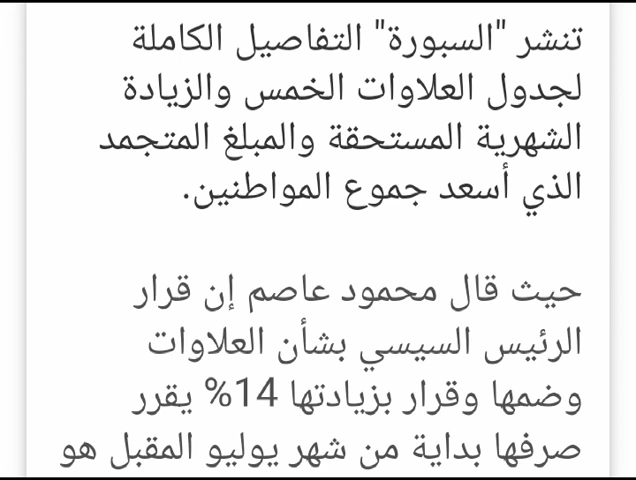 تنشر "السبورة" التفاصيل الكاملة
لجدول العلاوات الخمس والزيادة
الشهرية المستحقة والمبلغ المتجمد
الذي أسعد جموع المواطنين.
حيث قال محمود عاصم إن قرار
الرئيس السيسي بشأن العلاوات
وضمها وقرار بزيادتها 14% يقرر
صرفها بداية من شهر يوليو المقبل هو